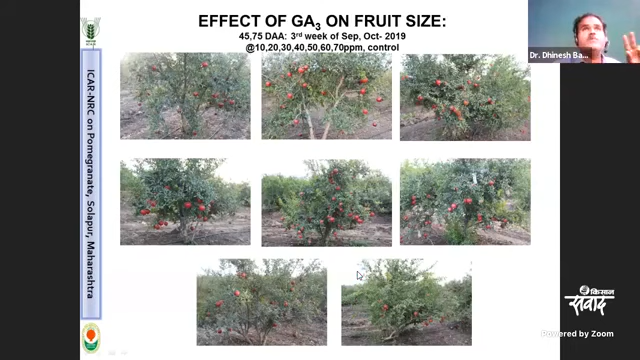 EFFECT OF GA3 ON FRUIT SIZE:
45,75 DAA: 3rd week of Sep, Oct- 2019
@10,20,30,40,50,60,70ppm, control
ICAR-NRC on Pomegranate, Solapur, Maharashtra
Dr. Dhinesh Ba...
किसान
संवाद
Powered by Zoom